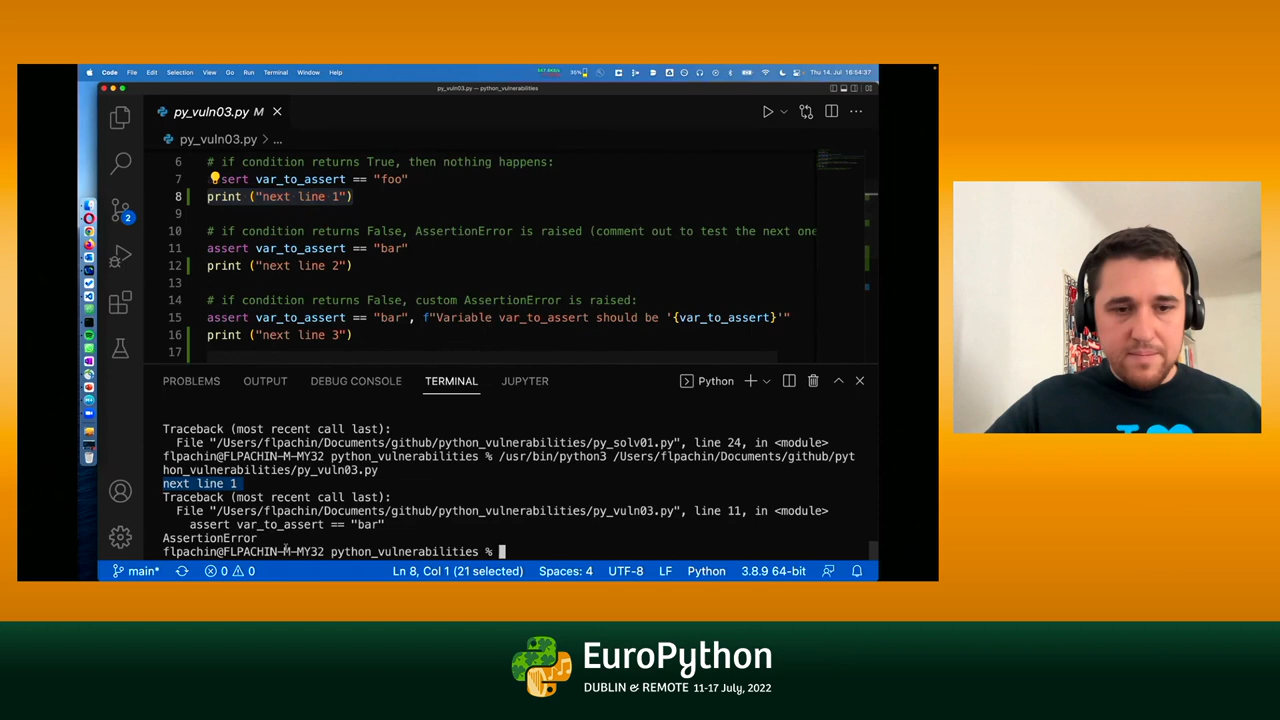 Code File Edit Selection View Go Run Terminal Window Help
35%
Thu 14. Jul 16:54:37
py_vuln03.py — python_vulnerabilities
py_vuln03.py M
py_vuln03.py > ...
6 # if condition returns True, then nothing happens:
7 assert var_to_assert == "foo"
8 print ("next line 1")
9
10 # if condition returns False, AssertionError is raised (comment out to test the next one
11 assert var_to_assert == "bar"
12 print ("next line 2")
13
14 # if condition returns False, custom AssertionError is raised:
15 assert var_to_assert == "bar", f"Variable var_to_assert should be '{var_to_assert}'"
16 print ("next line 3")
17
2
PROBLEMS OUTPUT DEBUG CONSOLE TERMINAL JUPYTER Python
Traceback (most recent call last):
File "/Users/flpachin/Documents/github/python_vulnerabilities/py_solv01.py", line 24, in <module>
flpachin@FLPACHIN-M-MY32 python_vulnerabilities % /usr/bin/python3 /Users/flpachin/Documents/github/pyt
hon_vulnerabilities/py_vuln03.py
next line 1
Traceback (most recent call last):
File "/Users/flpachin/Documents/github/python_vulnerabilities/py_vuln03.py", line 11, in <module>
assert var_to_assert == "bar"
AssertionError
flpachin@FLPACHIN-M-MY32 python_vulnerabilities %
main* 0 0 Ln 8, Col 1 (21 selected) Spaces: 4 UTF-8 LF Python 3.8.9 64-bit
I
EuroPython
DUBLIN & REMOTE 11-17 July, 2022